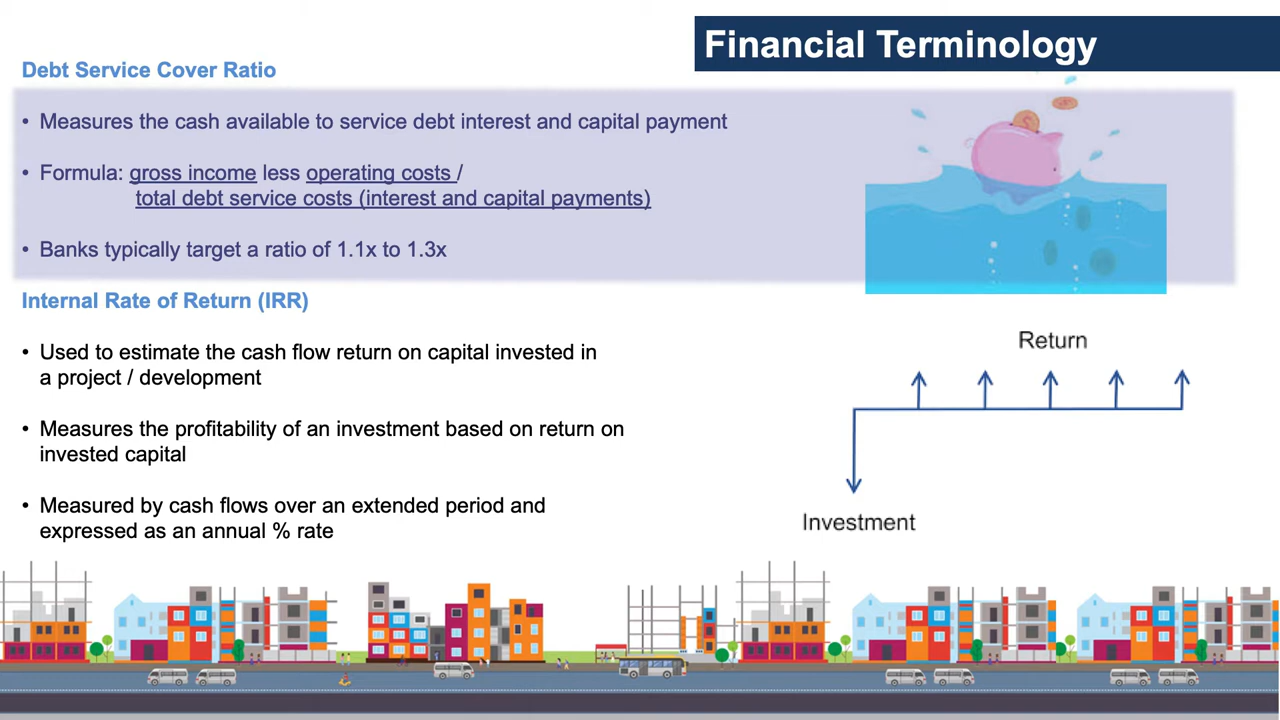 Financial Terminology
Debt Service Cover Ratio
• Measures the cash available to service debt interest and capital payment
• Formula: gross income less operating costs /
total debt service costs (interest and capital payments)
• Banks typically target a ratio of 1.1x to 1.3x
Internal Rate of Return (IRR)
• Used to estimate the cash flow return on capital invested in
a project / development
• Measures the profitability of an investment based on return on
invested capital
• Measured by cash flows over an extended period and
expressed as an annual % rate
Return
Investment